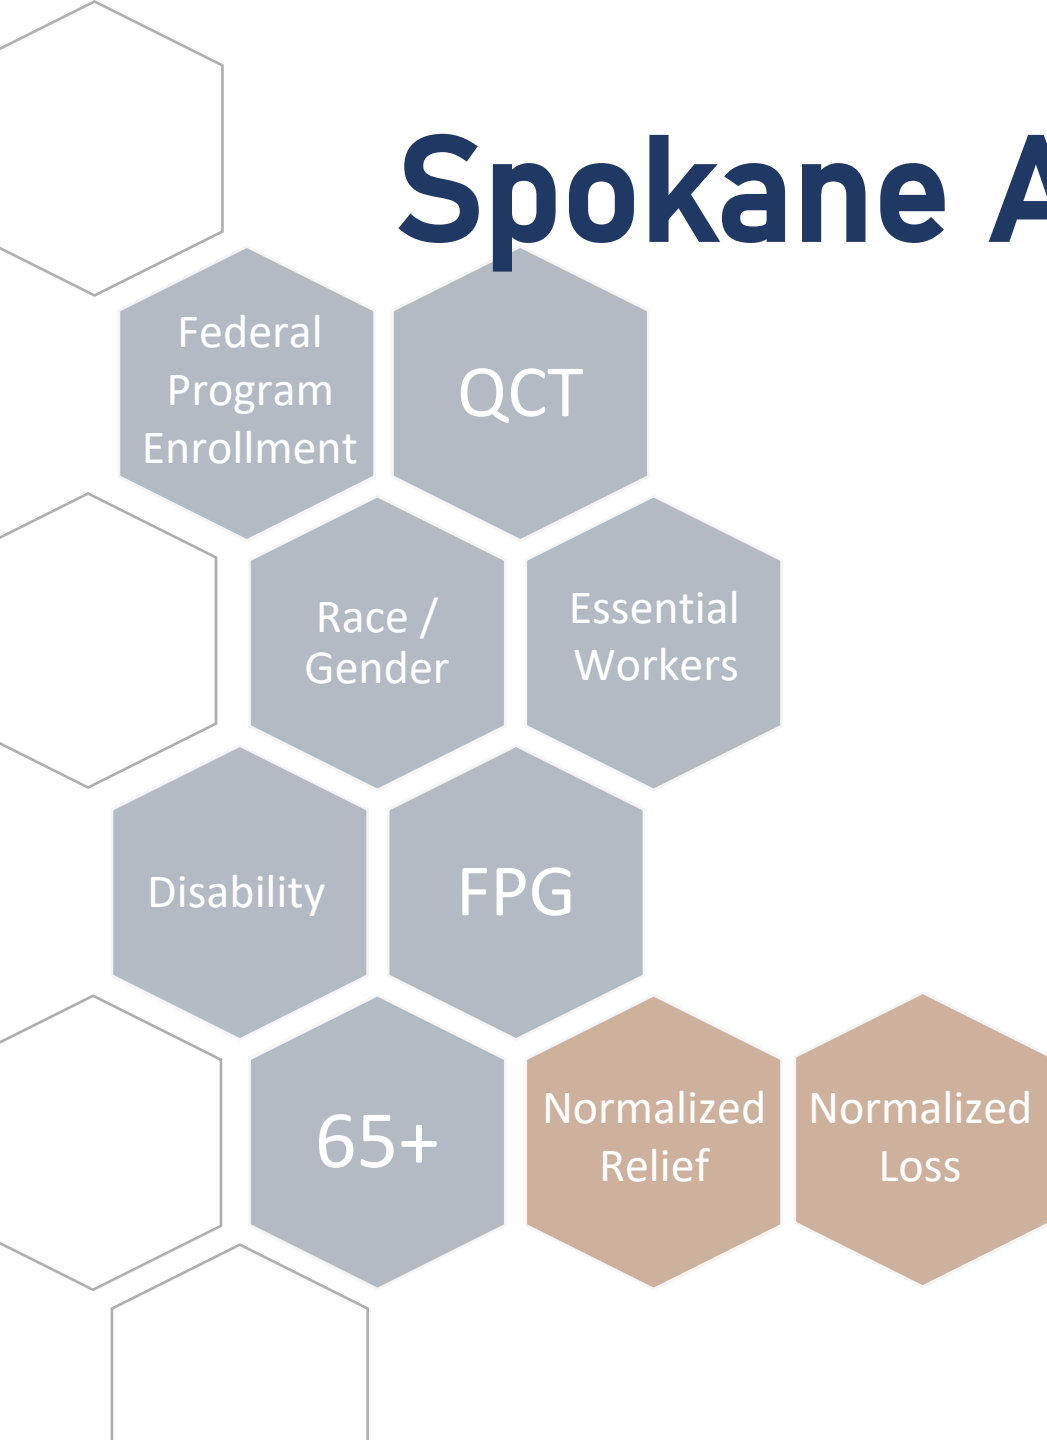 Spokane A
Federal
Program
Enrollment
QCT
Race /
Gender
Essential
Workers
Disability
FPG
65+
Normalized
Relief
Normalized
Loss